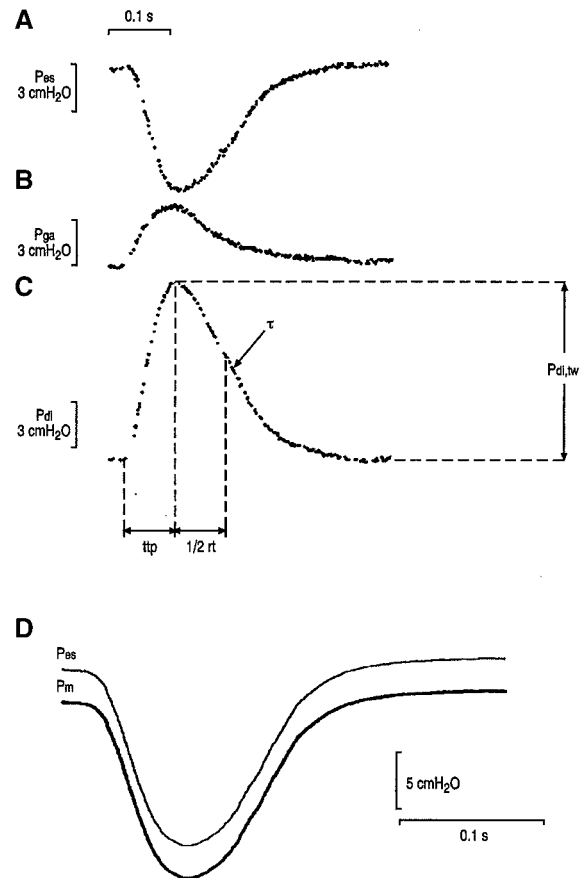 A
0.1 s
Pes
3 cmH2O
B
Pga
3 cmH2O
C
τ
Pdi,tw
Pdi
3 cmH2O
ttp
1/2 rt
D
Pes
Pm
5 cmH2O
0.1 s